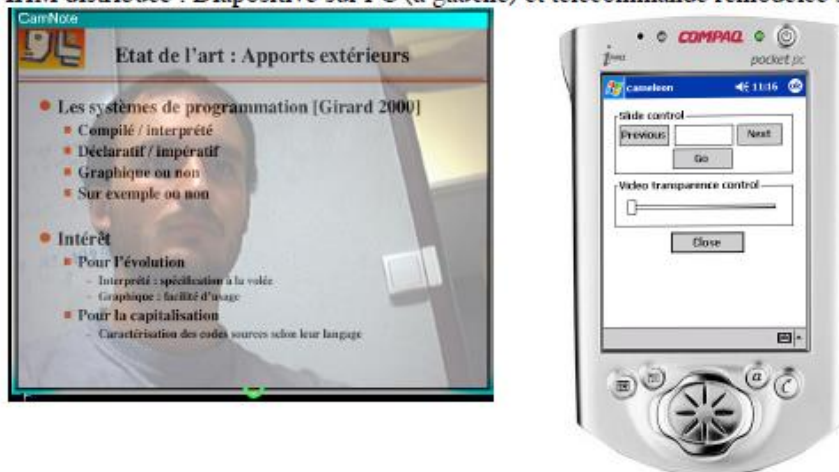 IHM distribuée : Diapositive sur PC (à gauche) et télécommande remodelée
CamNote
Etat de l'art : Apports extérieurs
Les systèmes de programmation [Girard 2000]
Compilé / interprété
Déclaratif / impératif
Graphique ou non
Sur exemple ou non
Intérêt
Pour l'évolution
- Interprété : spécification à la volée
- Graphique : facilité d'usage
Pour la capitalisation
- Caractérisation des codes sources selon leur langage
COMPAQ
pocket pc
cameleon 11:16 ok
Slide control
Previous Next
Go
Video transparence control
Close